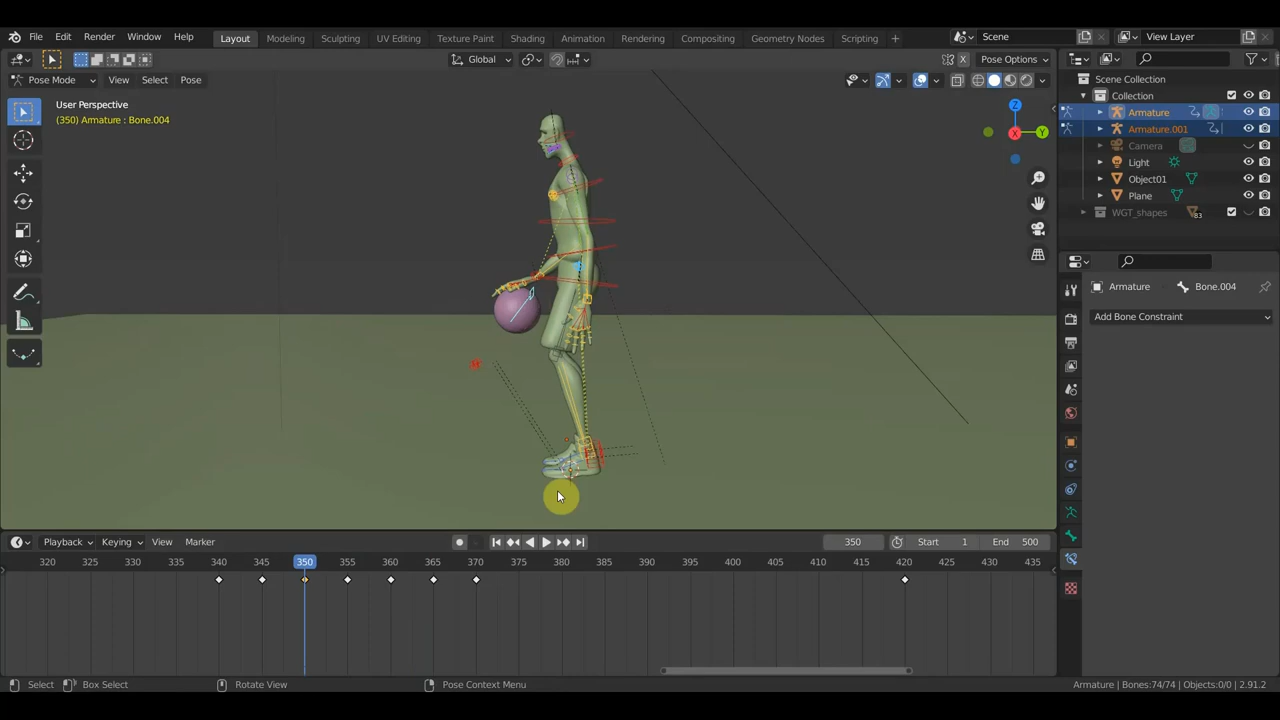 File Edit Render Window Help
Layout Modeling Sculpting UV Editing Texture Paint Shading Animation Rendering Compositing Geometry Nodes Scripting +
Scene
View Layer
Global
X
Pose Options
Pose Mode View Select Pose
User Perspective
(350) Armature : Bone.004
Z
Y
X
Scene Collection
Collection
Armature
Armature.001
Camera
Light
Object01
Plane
WGT_shapes 83
Armature Bone.004
Add Bone Constraint
Playback Keying View Marker
350 Start 1 End 500
320 325 330 335 340 345 350 355 360 365 370 375 380 385 390 395 400 405 410 415 420 425 430 435
Select Box Select Rotate View Pose Context Menu
Armature | Bones:74/74 | Objects:0/0 | 2.91.2